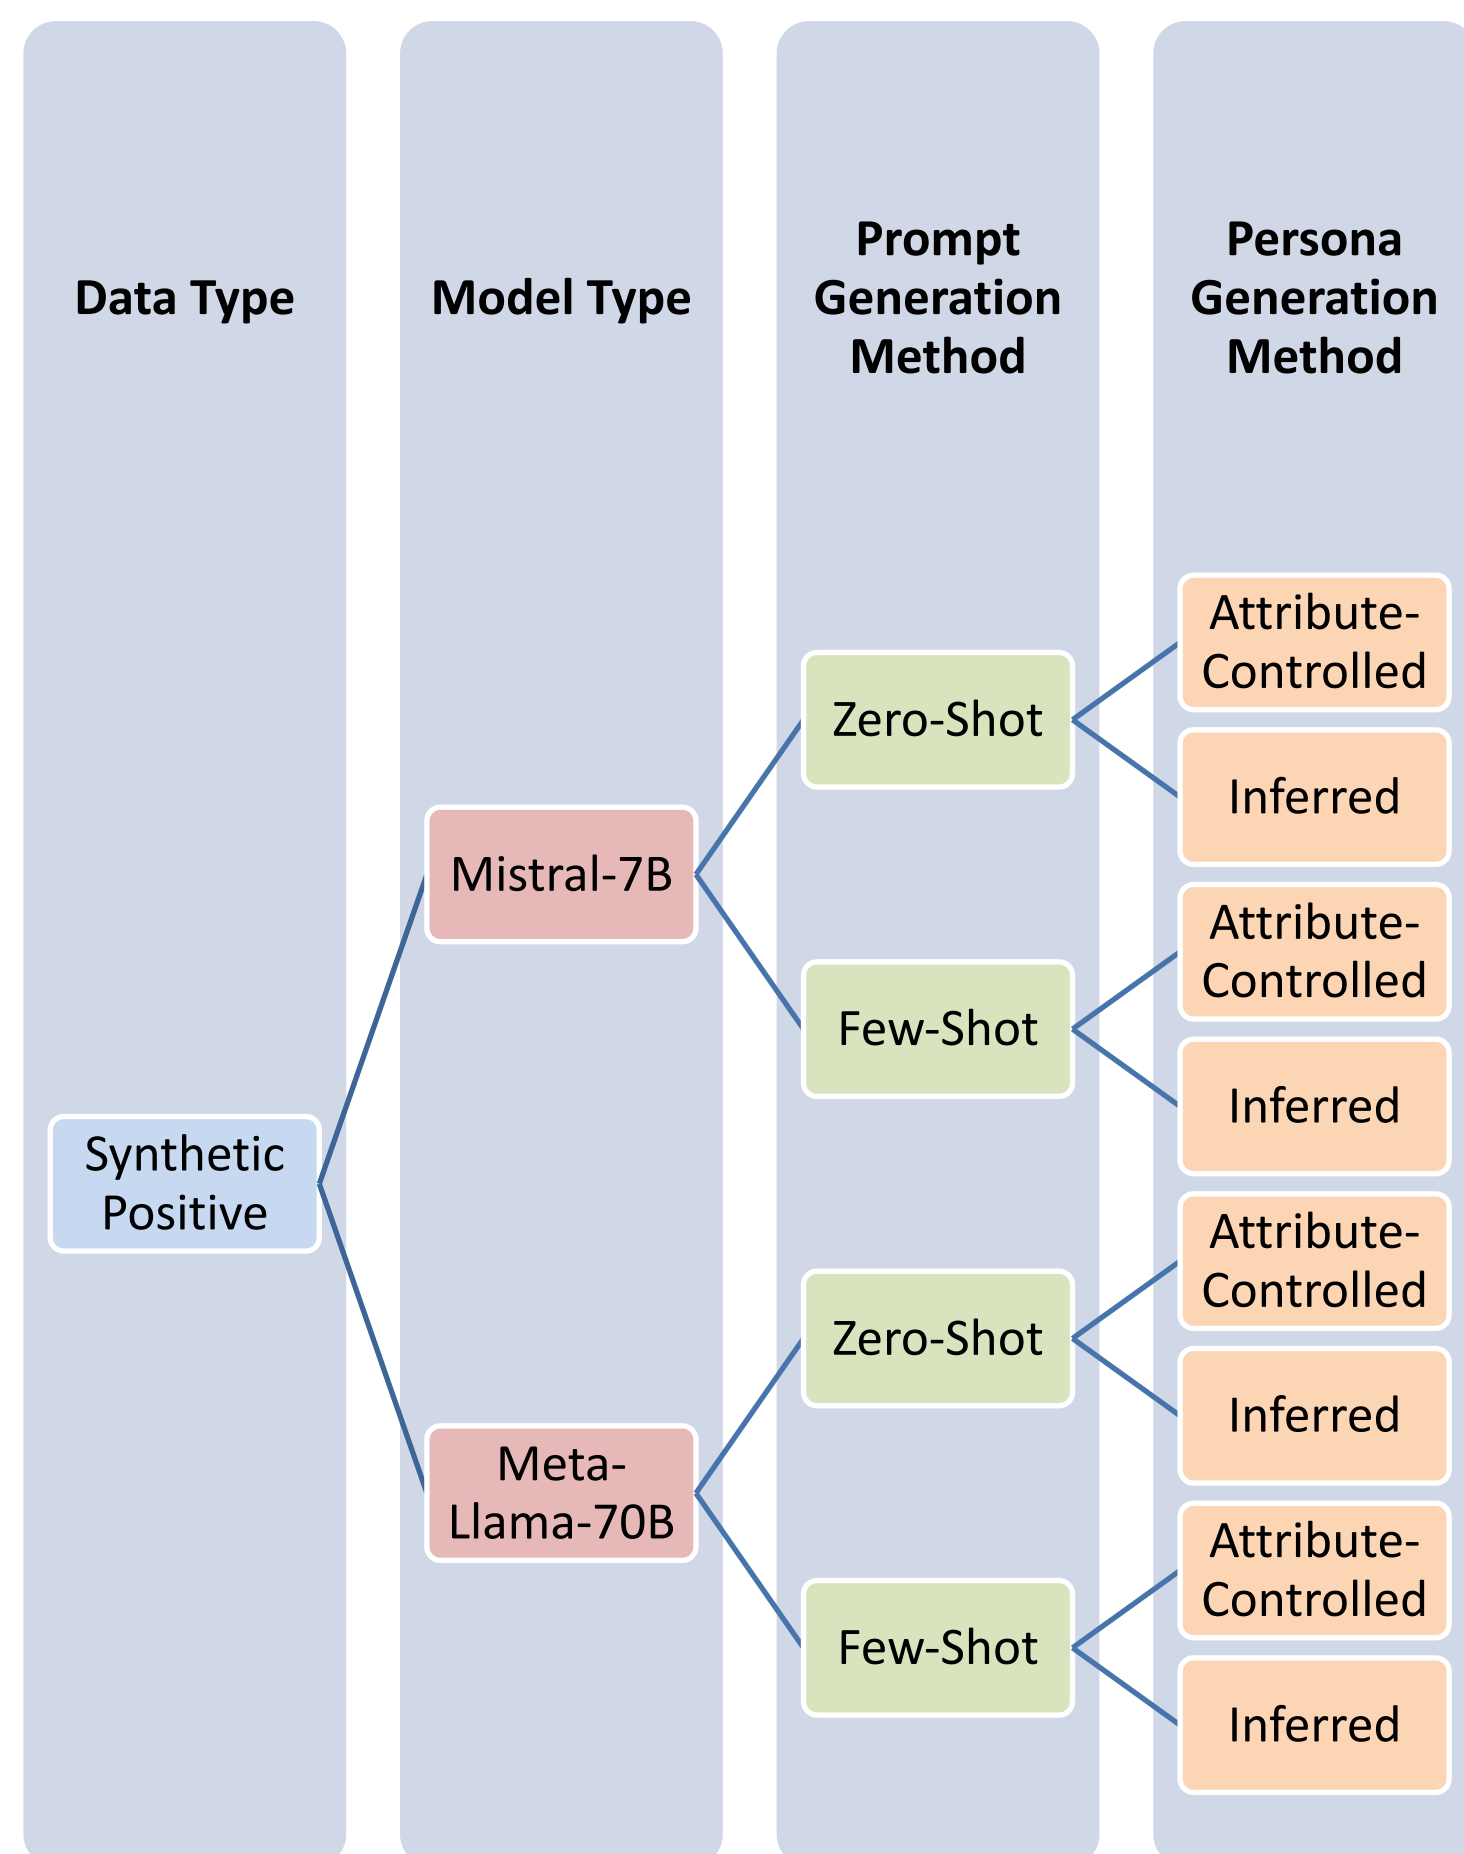 Data Type
Model Type
Prompt
Generation
Method
Persona
Generation
Method
Synthetic
Positive
Mistral-7B
Meta-
Llama-70B
Zero-Shot
Few-Shot
Zero-Shot
Few-Shot
Attribute-
Controlled
Inferred
Attribute-
Controlled
Inferred
Attribute-
Controlled
Inferred
Attribute-
Controlled
Inferred